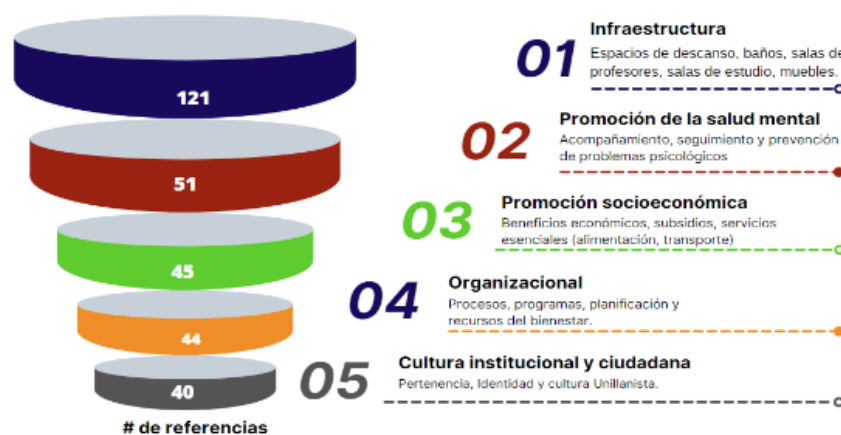 01
Infraestructura
Espacios de descanso, baños, salas de
profesores, salas de estudio, muebles.
121
02
Promoción de la salud mental
Acompañamiento, seguimiento y prevención
de problemas psicológicos
51
03
Promoción socioeconómica
Beneficios económicos, subsidios, servicios
esenciales (alimentación, transporte)
45
04
Organizacional
Procesos, programas, planificación y
recursos del bienestar.
44
05
Cultura institucional y ciudadana
Pertenencia, Identidad y cultura Unillanista.
40
# de referencias